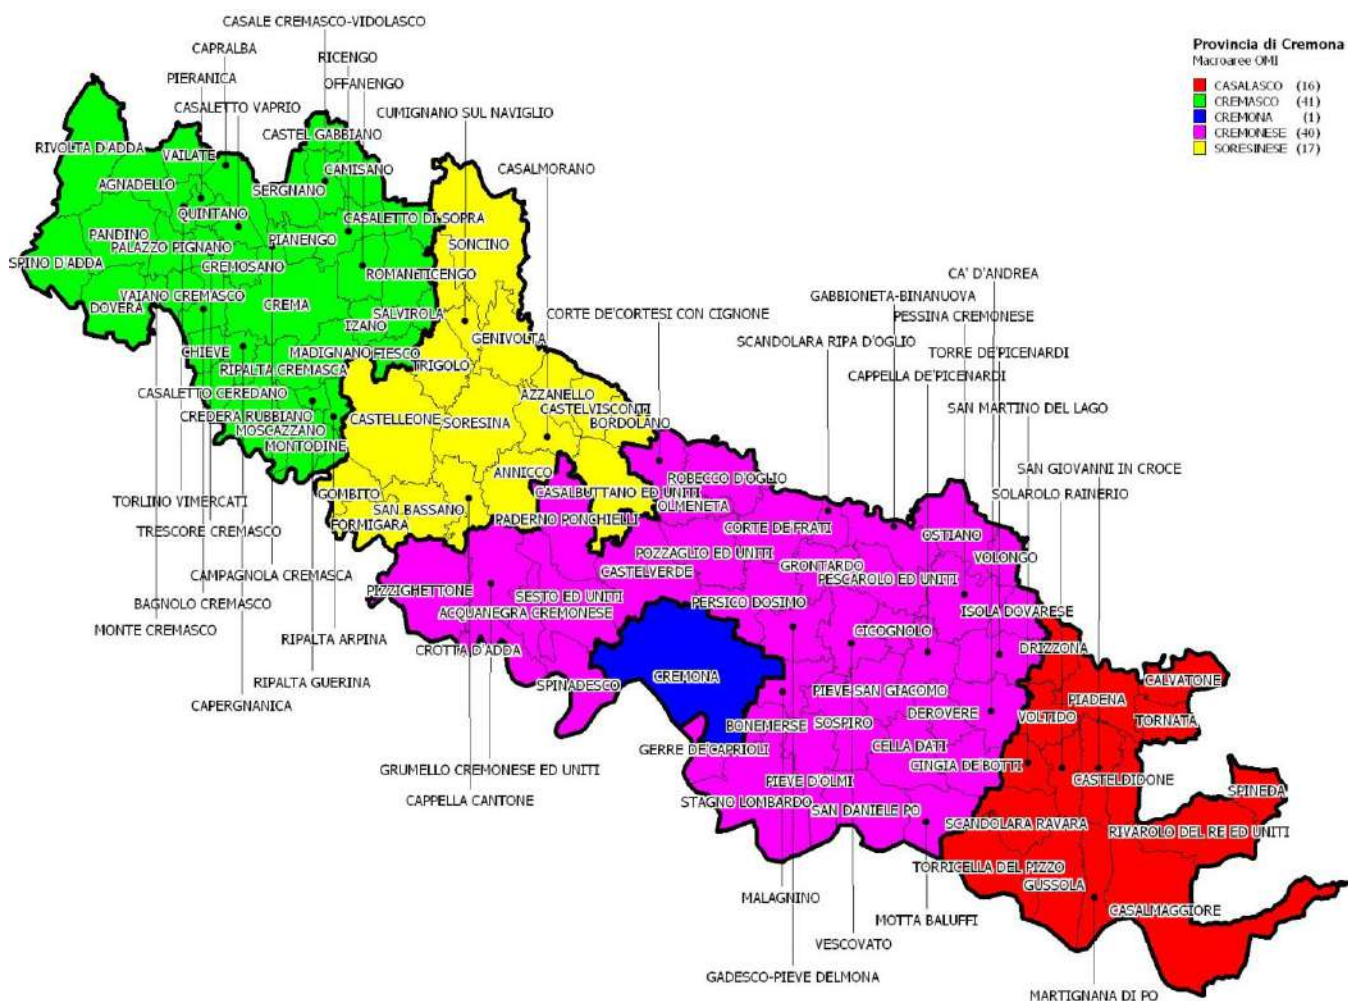 Provincia di Cremona
Macroaree OMI
CASALASCO (16)
CREMASCO (41)
CREMONA (1)
CREMONESE (40)
SORESINESE (17)
CASALE CREMASCO-VIDOLASCO
CAPRALBA
RICENGO
PIERANICA
OFFANENGO
CASALETTO VAPRIO
CUMIGNANO SUL NAVIGLIO
CASTEL GABBIANO
RIVOLTA D'ADDA
VAILATE
CAMISANO
CASALMORANO
AGNADELLO
SERGNANO
QUINTANO
CASALETTO DI SOPRA
PANDINO
PIANENGO
SONCINO
PALAZZO PIGNANO
SPINO D'ADDA
CREMOSANO
TICENGO
CA' D'ANDREA
VAIANO CREMASCO
GABBIONETA-BINANUOVA
DOVERA
CREMA
SALVIROLA
CORTE DE'CORTESI CON CIGNONE
PESSINA CREMONESE
IZANO
GENIVOLTA
SCANDOLARA RIPA D'OGLIO
CHIEVE
MADIGNANO
FIESCO
TORRE DE'PICENARDI
RIPALTA CREMASCA
TRIGOLO
CAPPELLA DE'PICENARDI
CASALETTO CEREDANO
AZZANELLO
SAN MARTINO DEL LAGO
CREDERA RUBBIANO
CASTELLEONE
SORESINA
CASTELVISCONTI
MOSCAZZANO
BORDOLANO
MONTODINE
SAN GIOVANNI IN CROCE
ANNICCO
ROBECCO D'OGLIO
TORLINO VIMERCATI
GOMBITO
CASALBUTTANO ED UNITI
SOLAROLO RAINERIO
SAN BASSANO
OLMENETA
TRESCORE CREMASCO
FORMIGARA
PADERNO PONCHIELLI
CORTE DE'FRATI
OSTIANO
POZZAGLIO ED UNITI
VOLONGO
CAMPAGNOLA CREMASCA
CASTELVERDE
GRONTARDO
PESCAROLO ED UNITI
PIZZIGHETTONE
SESTO ED UNITI
BAGNOLO CREMASCO
ACQUANEGRA CREMONESE
PERSICO DOSIMO
ISOLA DOVARESE
MONTE CREMASCO
RIPALTA ARPINA
CICOGNOLO
CROTTA D'ADDA
DRIZZONA
RIPALTA GUERINA
CREMONA
CALVATONE
SPINADESCO
PIEVE SAN GIACOMO
PIADENA
CAPERGNANICA
DEROVERE
VOLTIDO
TORNATA
BONEMERSE
SOSPIRO
GERRE DE'CAPRIOLI
CELLA DATI
GRUMELLO CREMONESE ED UNITI
CINGIA DE'BOTTI
CASTELDIDONE
PIEVE D'OLMI
SPINEDA
CAPPELLA CANTONE
STAGNO LOMBARDO
SAN DANIELE PO
SCANDOLARA RAVARA
RIVAROLO DEL RE ED UNITI
TORRICELLA DEL PIZZO
GUSSOLA
MALAGNINO
CASALMAGGIORE
MOTTA BALUFFI
VESCOVATO
GADESCO-PIEVE DELMONA
MARTIGNANA DI PO